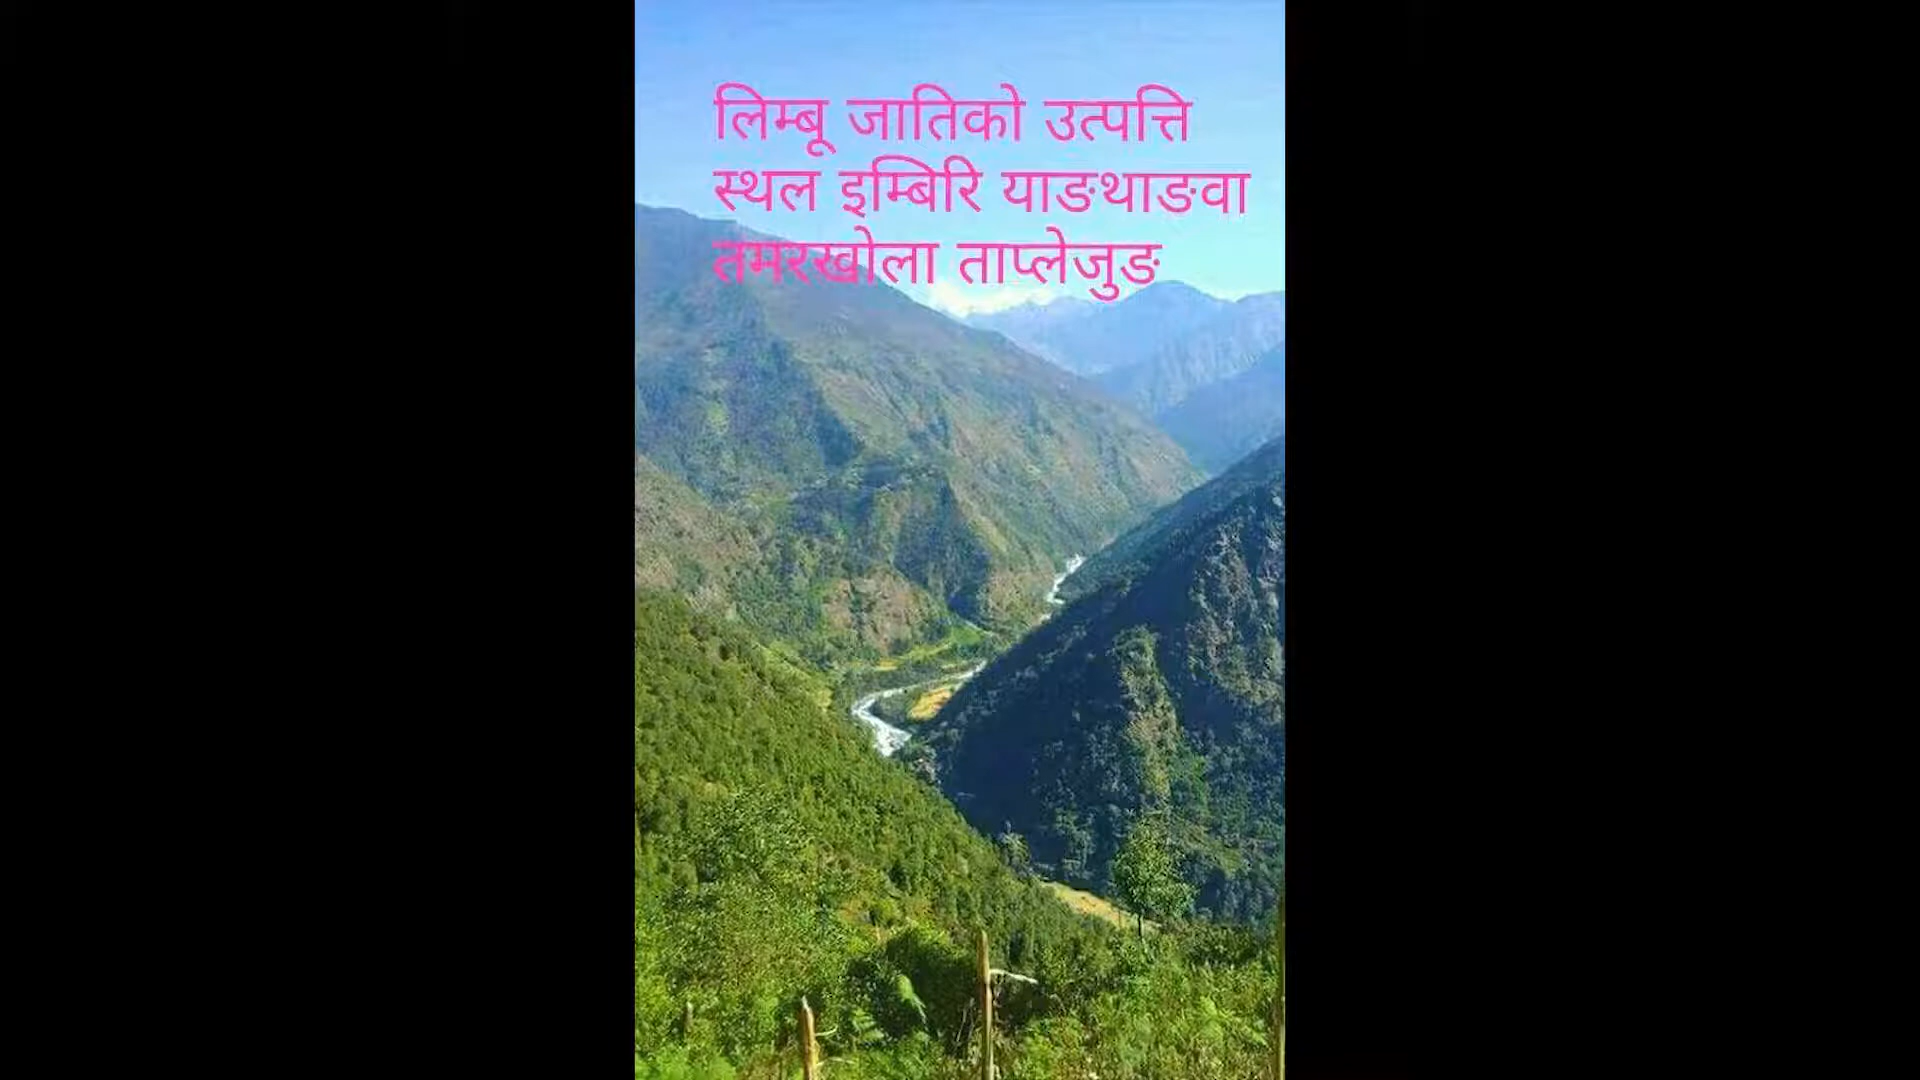 लिम्बू जातिको उत्पत्ति
स्थल इम्बिरि याङथाङवा
तमरखोला ताप्लेजुङ